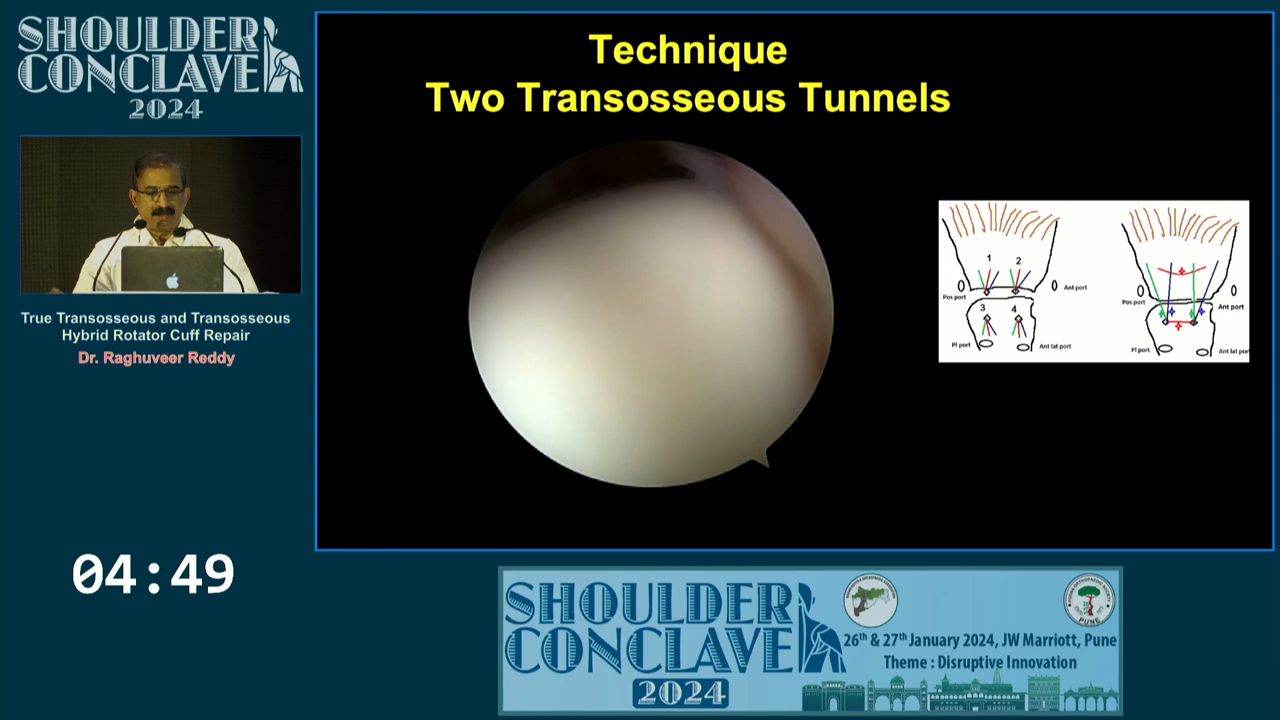 SHOULDER
CONCLAVE
2024
True Transosseous and Transosseous
Hybrid Rotator Cuff Repair
Dr. Raghuveer Reddy
04:49
Technique
Two Transosseous Tunnels
1 2
Pos port
Ant port
3 4
Pl port
Ant lat port
Pos port
Ant port
Pl port
Ant lat port
SHOULDER
CONCLAVE
2024
26th & 27th January 2024, JW Marriott, Pune
Theme : Disruptive Innovation
PUNE